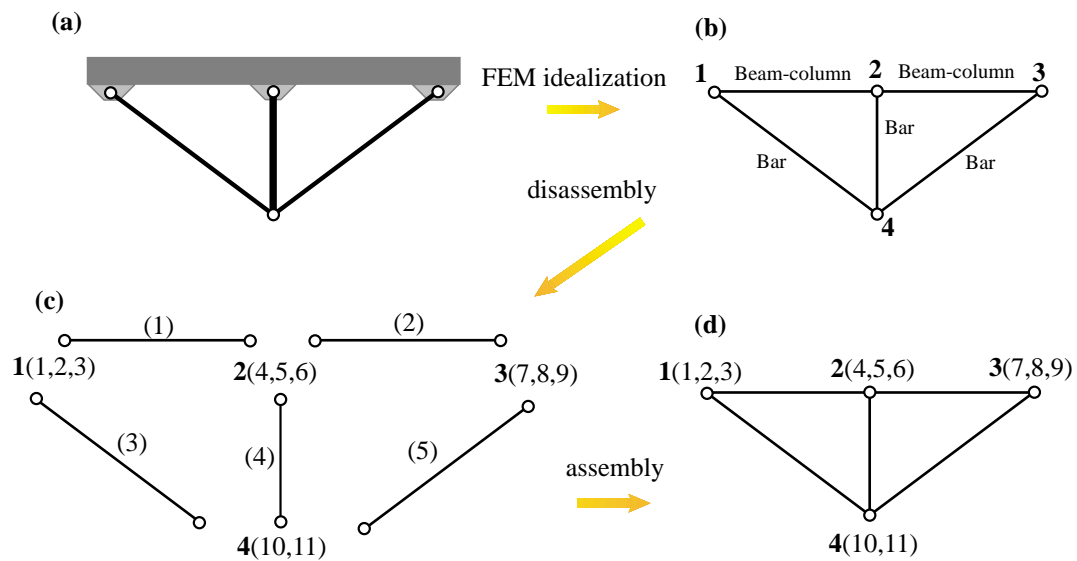 (a)
FEM idealization
(b)
1
Beam-column
2
Beam-column
3
Bar
Bar
Bar
4
disassembly
(c)
(1)
(2)
1(1,2,3)
2(4,5,6)
3(7,8,9)
(3)
(4)
(5)
4(10,11)
assembly
(d)
1(1,2,3)
2(4,5,6)
3(7,8,9)
4(10,11)